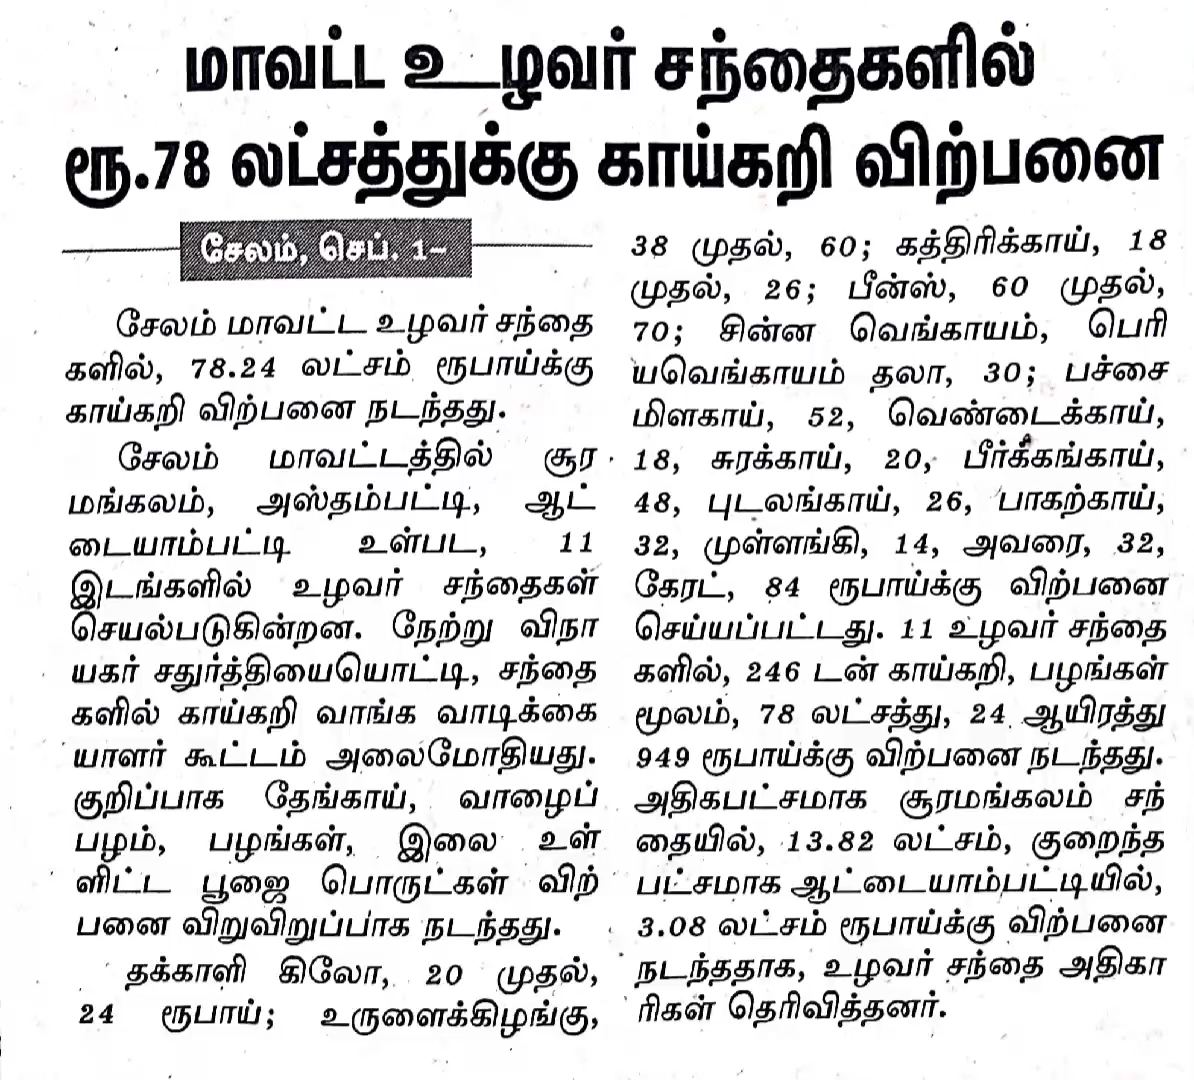 மாவட்ட உழவர் சந்தைகளில்
ரூ.78 லட்சத்துக்கு காய்கறி விற்பனை
சேலம், செப். 1–
சேலம் மாவட்ட உழவர் சந்தை
களில், 78.24 லட்சம் ரூபாய்க்கு
காய்கறி விற்பனை நடந்தது.
சேலம் மாவட்டத்தில் சூர
மங்கலம், அஸ்தம்பட்டி, ஆட்
டையாம்பட்டி உள்பட, 11
இடங்களில் உழவர் சந்தைகள்
செயல்படுகின்றன. நேற்று விநா
யகர் சதுர்த்தியையொட்டி, சந்தை
களில் காய்கறி வாங்க வாடிக்கை
யாளர் கூட்டம் அலைமோதியது.
குறிப்பாக தேங்காய், வாழைப்
பழம், பழங்கள், இலை உள்
ளிட்ட பூஜை பொருட்கள் விற்
பனை விறுவிறுப்பாக நடந்தது.
தக்காளி கிலோ, 20 முதல்,
24 ரூபாய்; உருளைக்கிழங்கு,
38 முதல், 60; கத்திரிக்காய், 18
முதல், 26; பீன்ஸ், 60 முதல்,
70; சின்ன வெங்காயம், பெரி
யவெங்காயம் தலா, 30; பச்சை
மிளகாய், 52, வெண்டைக்காய்,
18, சுரக்காய், 20, பீர்க்கங்காய்,
48, புடலங்காய், 26, பாகற்காய்,
32, முள்ளங்கி, 14, அவரை, 32,
கேரட், 84 ரூபாய்க்கு விற்பனை
செய்யப்பட்டது. 11 உழவர் சந்தை
களில், 246 டன் காய்கறி, பழங்கள்
மூலம், 78 லட்சத்து, 24 ஆயிரத்து
949 ரூபாய்க்கு விற்பனை நடந்தது.
அதிகபட்சமாக சூரமங்கலம் சந்
தையில், 13.82 லட்சம், குறைந்த
பட்சமாக ஆட்டையாம்பட்டியில்,
3.08 லட்சம் ரூபாய்க்கு விற்பனை
நடந்ததாக, உழவர் சந்தை அதிகா
ரிகள் தெரிவித்தனர்.